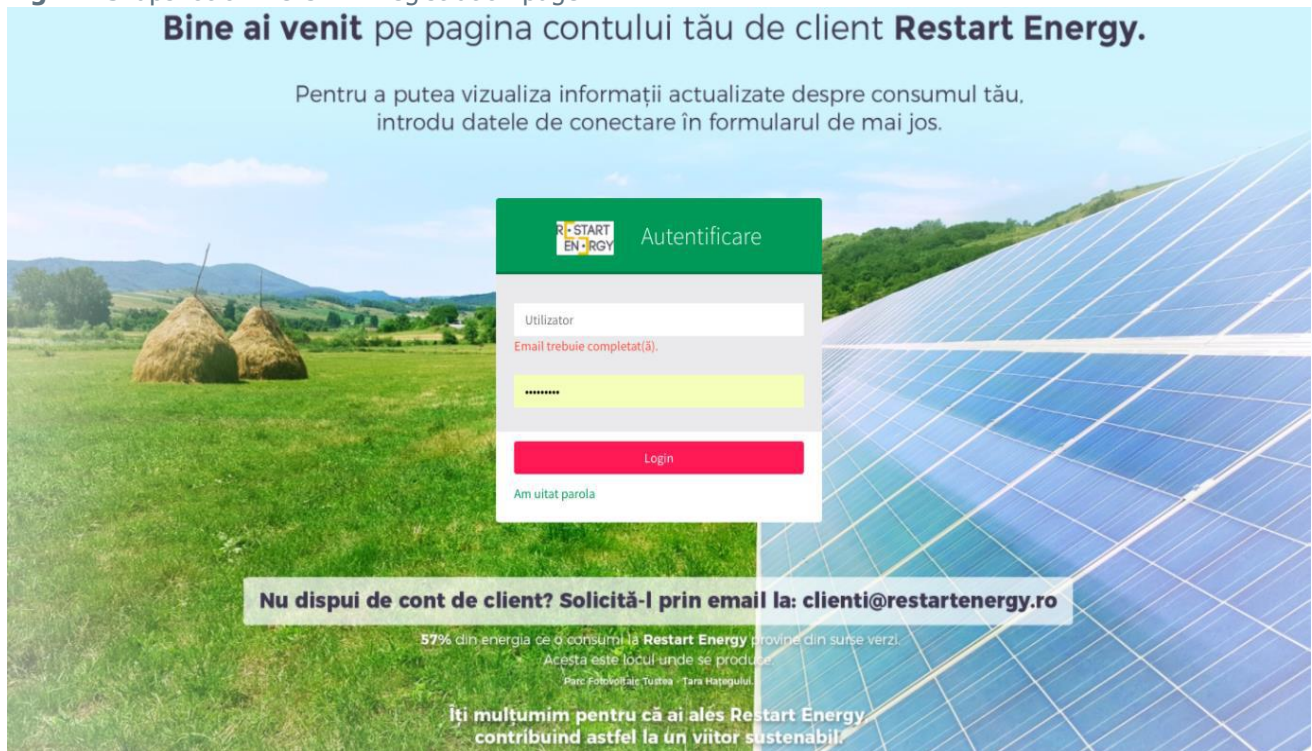 Bine ai venit pe pagina contului tău de client Restart Energy.
Pentru a putea vizualiza informații actualizate despre consumul tău,
introdu datele de conectare în formularul de mai jos.
R START
EN RGY
Autentificare
Utilizator
Email trebuie completat(ă).
Login
Am uitat parola
Nu dispui de cont de client? Solicită-l prin email la: clienti@restartenergy.ro
57% din energia ce o consumi la Restart Energy provine din surse verzi.
Acesta este locul unde se produce.
Parc Fotovoltaic Tustea - Țara Hațegului.
Îți mulțumim pentru că ai ales Restart Energy,
contribuind astfel la un viitor sustenabil.